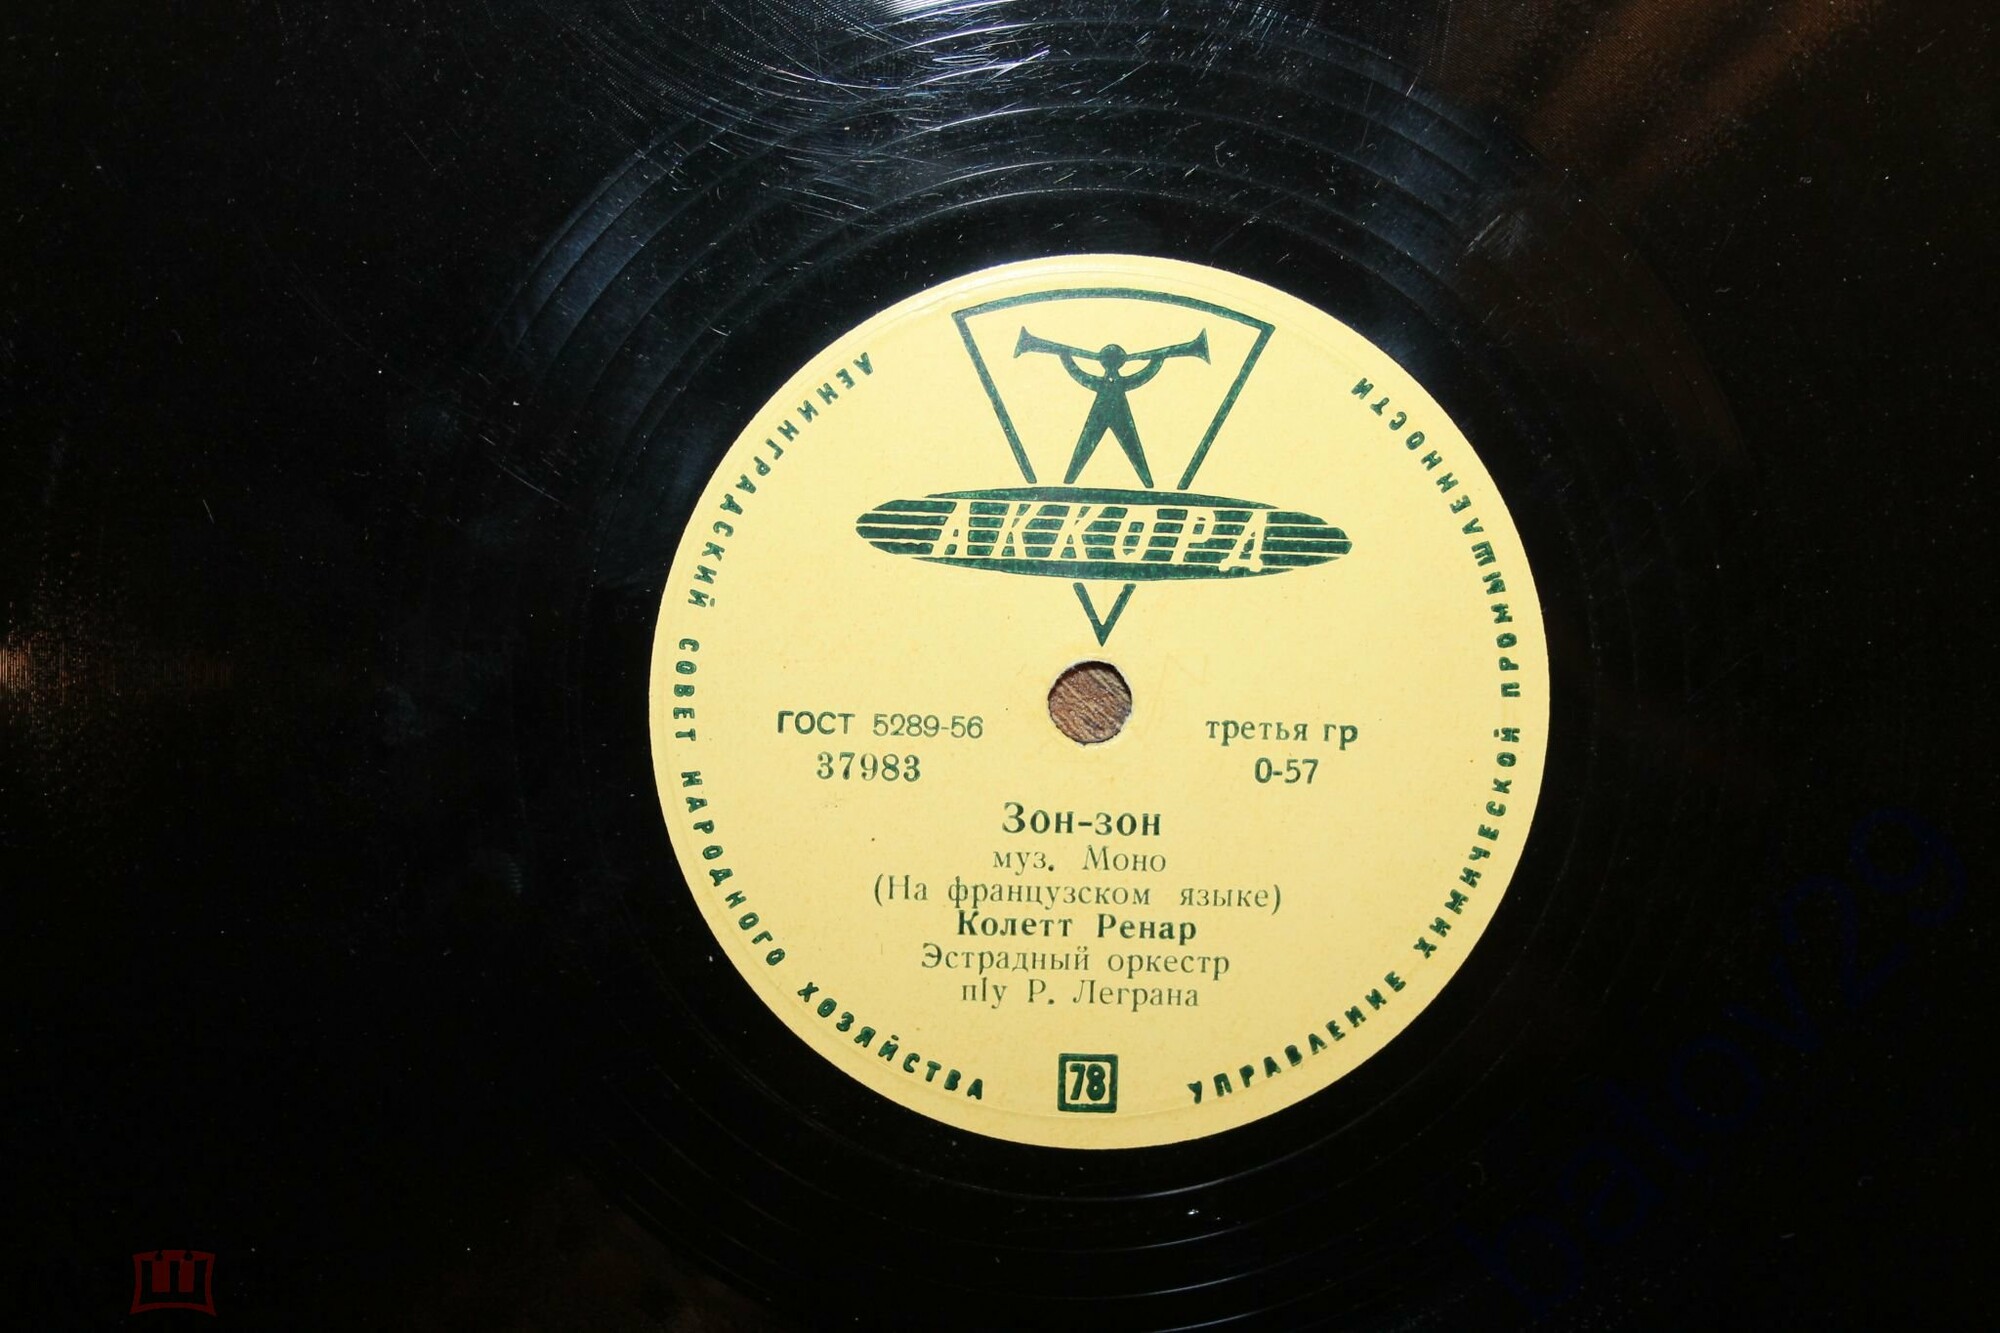 АККОРД
ЛЕНИНГРАДСКИЙ СОВЕТ НАРОДНОГО ХОЗЯЙСТВА
УПРАВЛЕНИЕ ХИМИЧЕСКОЙ ПРОМЫШЛЕННОСТИ
ГОСТ 5289-56
37983
третья гр
0-57
Зон-зон
муз. Моно
(На французском языке)
Колетт Ренар
Эстрадный оркестр
п/у Р. Леграна
78
batov29